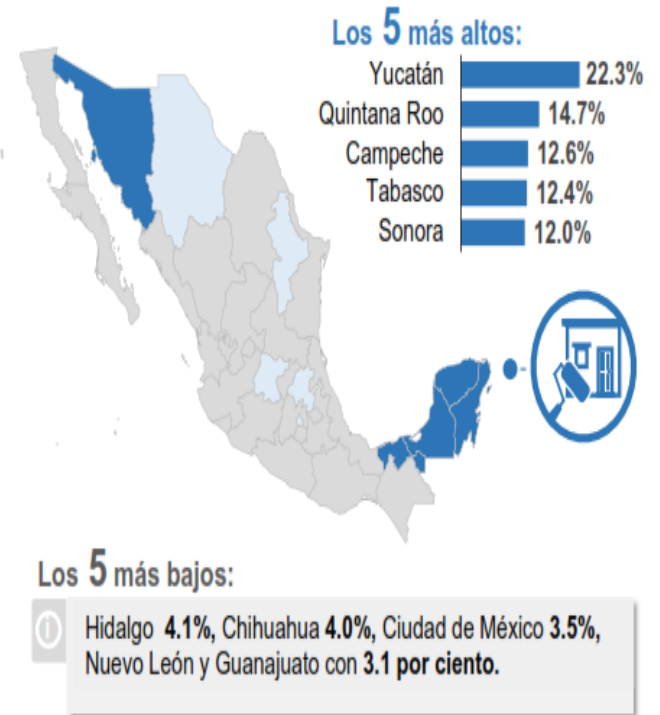 Los 5 más altos:
Yucatán 22.3%
Quintana Roo 14.7%
Campeche 12.6%
Tabasco 12.4%
Sonora 12.0%
Los 5 más bajos:
Hidalgo 4.1%, Chihuahua 4.0%, Ciudad de México 3.5%,
Nuevo León y Guanajuato con 3.1 por ciento.